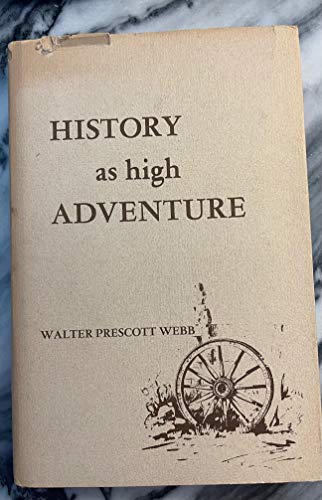 HISTORY
as high
ADVENTURE
WALTER PRESCOTT WEBB